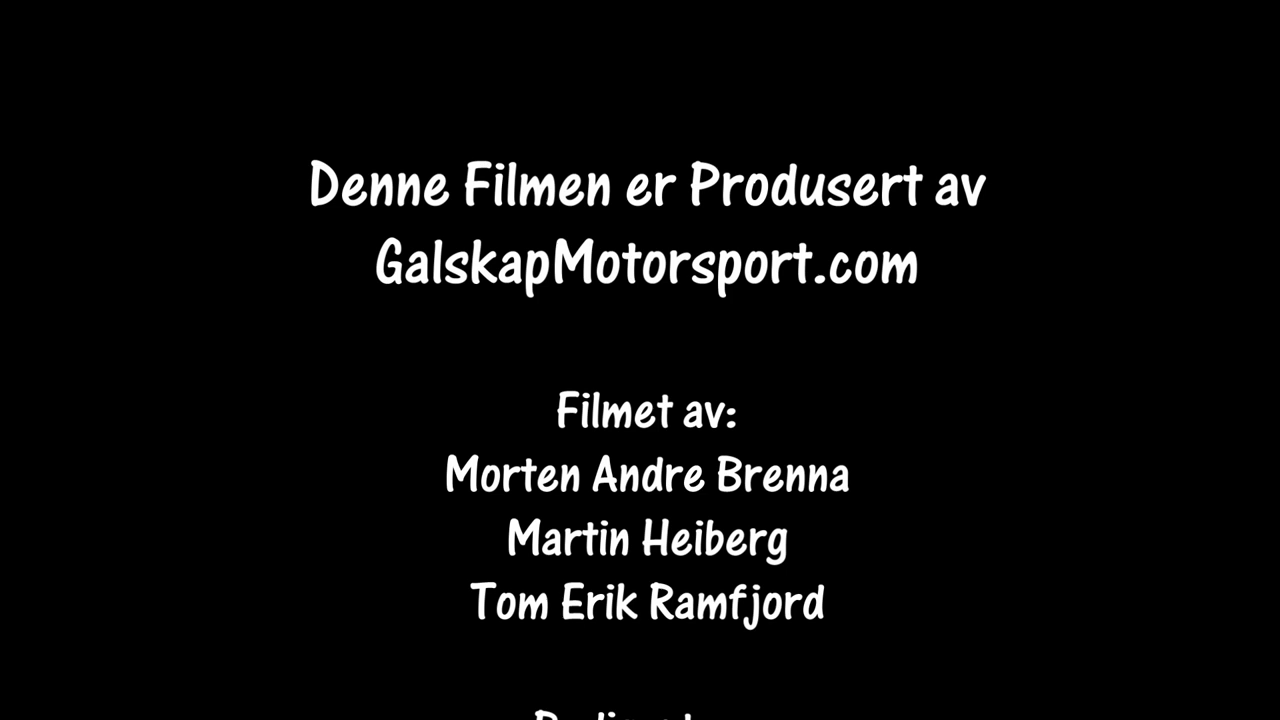 Denne Filmen er Produsert av
GalskapMotorsport.com
Filmet av:
Morten Andre Brenna
Martin Heiberg
Tom Erik Ramfjord